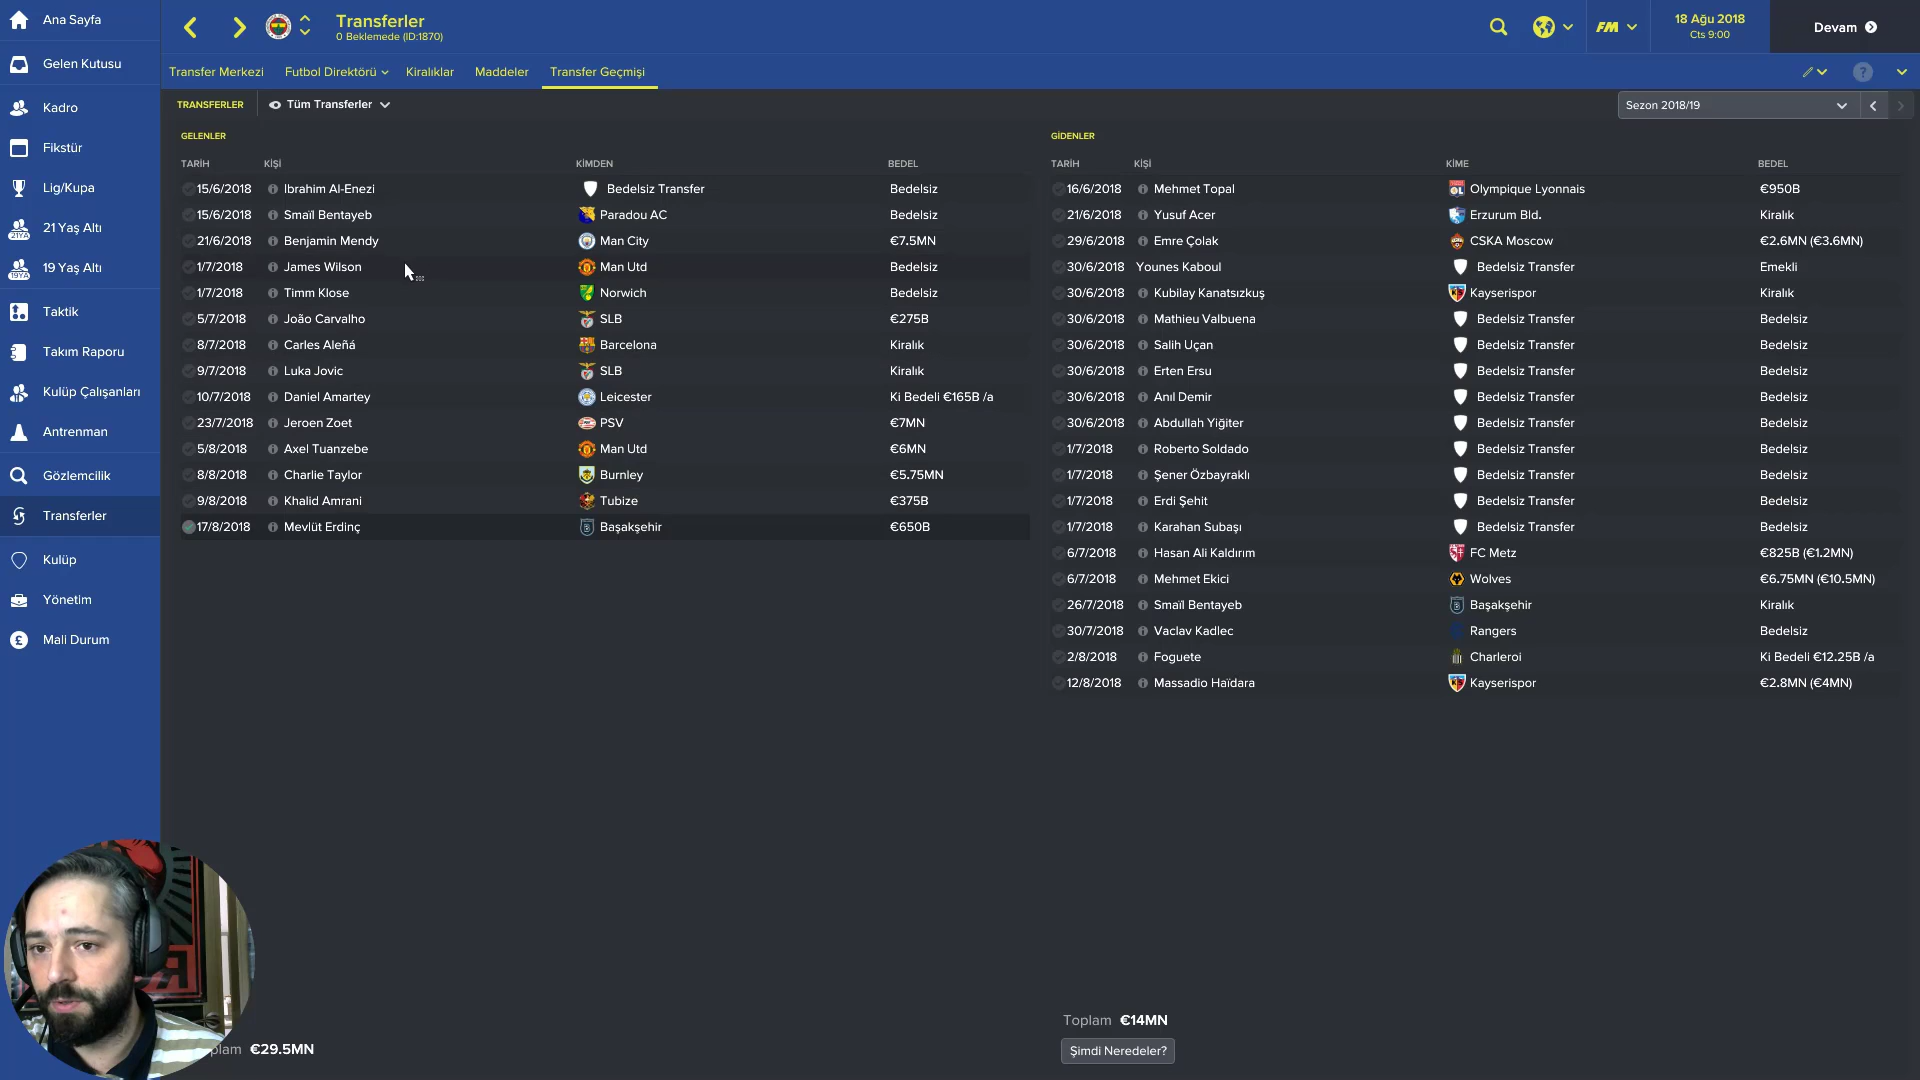 Ana Sayfa
Gelen Kutusu
Kadro
Fikstür
Lig/Kupa
21 Yaş Altı
19 Yaş Altı
Taktik
Takım Raporu
Kulüp Çalışanları
Antrenman
Gözlemcilik
Transferler
Kulüp
Yönetim
Mali Durum
Transferler
0 Beklemede (ID:1870)
FM
18 Ağu 2018
Cts 9:00
Devam
Transfer Merkezi Futbol Direktörü Kiralıklar Maddeler Transfer Geçmişi
TRANSFERLER Tüm Transferler Sezon 2018/19
GELENLER
TARİH KİŞİ KİMDEN BEDEL
15/6/2018 Ibrahim Al-Enezi Bedelsiz Transfer Bedelsiz
15/6/2018 Smaïl Bentayeb Paradou AC Bedelsiz
21/6/2018 Benjamin Mendy Man City €7.5MN
1/7/2018 James Wilson Man Utd Bedelsiz
1/7/2018 Timm Klose Norwich Bedelsiz
5/7/2018 João Carvalho SLB €275B
8/7/2018 Carles Aleñá Barcelona Kiralık
9/7/2018 Luka Jovic SLB Kiralık
10/7/2018 Daniel Amartey Leicester Ki Bedeli €165B /a
23/7/2018 Jeroen Zoet PSV €7MN
5/8/2018 Axel Tuanzebe Man Utd €6MN
8/8/2018 Charlie Taylor Burnley €5.75MN
9/8/2018 Khalid Amrani Tubize €375B
17/8/2018 Mevlüt Erdinç Başakşehir €650B
plam €29.5MN
GİDENLER
TARİH KİŞİ KİME BEDEL
16/6/2018 Mehmet Topal Olympique Lyonnais €950B
21/6/2018 Yusuf Acer Erzurum Bld. Kiralık
29/6/2018 Emre Çolak CSKA Moscow €2.6MN (€3.6MN)
30/6/2018 Younes Kaboul Bedelsiz Transfer Emekli
30/6/2018 Kubilay Kanatsızkuş Kayserispor Kiralık
30/6/2018 Mathieu Valbuena Bedelsiz Transfer Bedelsiz
30/6/2018 Salih Uçan Bedelsiz Transfer Bedelsiz
30/6/2018 Erten Ersu Bedelsiz Transfer Bedelsiz
30/6/2018 Anıl Demir Bedelsiz Transfer Bedelsiz
30/6/2018 Abdullah Yiğiter Bedelsiz Transfer Bedelsiz
1/7/2018 Roberto Soldado Bedelsiz Transfer Bedelsiz
1/7/2018 Şener Özbayraklı Bedelsiz Transfer Bedelsiz
1/7/2018 Erdi Şehit Bedelsiz Transfer Bedelsiz
1/7/2018 Karahan Subaşı Bedelsiz Transfer Bedelsiz
6/7/2018 Hasan Ali Kaldırım FC Metz €825B (€1.2MN)
6/7/2018 Mehmet Ekici Wolves €6.75MN (€10.5MN)
26/7/2018 Smaïl Bentayeb Başakşehir Kiralık
30/7/2018 Vaclav Kadlec Rangers Bedelsiz
2/8/2018 Foguete Charleroi Ki Bedeli €12.25B /a
12/8/2018 Massadio Haïdara Kayserispor €2.8MN (€4MN)
Toplam €14MN
Şimdi Neredeler?